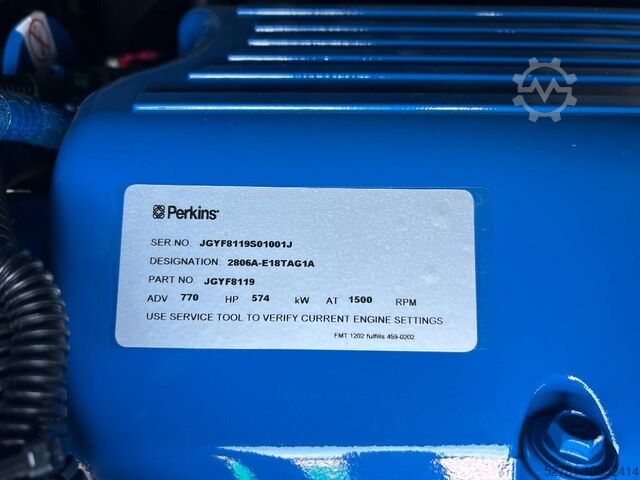 Perkins
SER.NO. JGYF8119S01001J
DESIGNATION 2806A-E18TAG1A
PART NO. JGYF8119
ADV 770 HP 574 kW AT 1500 RPM
USE SERVICE TOOL TO VERIFY CURRENT ENGINE SETTINGS
FMT 1202 fulfills 459-0202